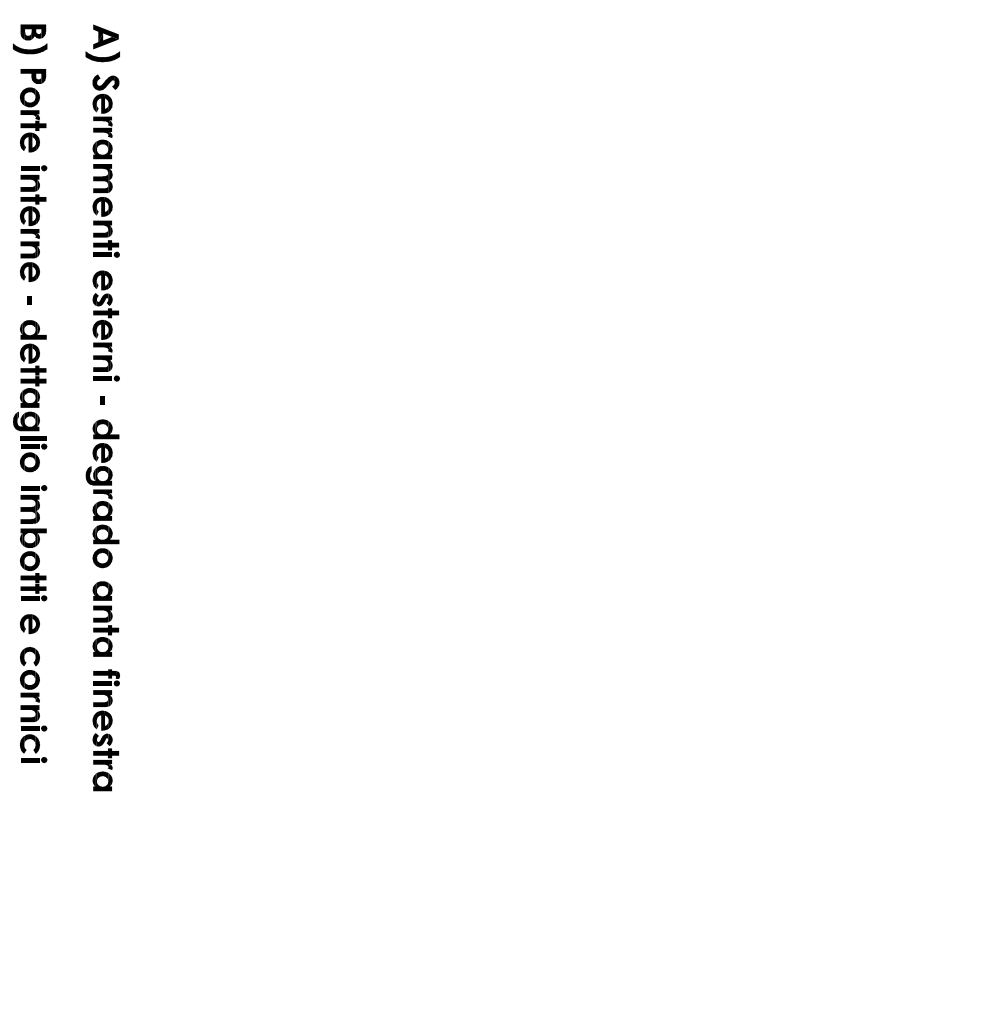 A) Serramenti esterni - degrado anta finestra
B) Porte interne - dettaglio imbotti e cornici